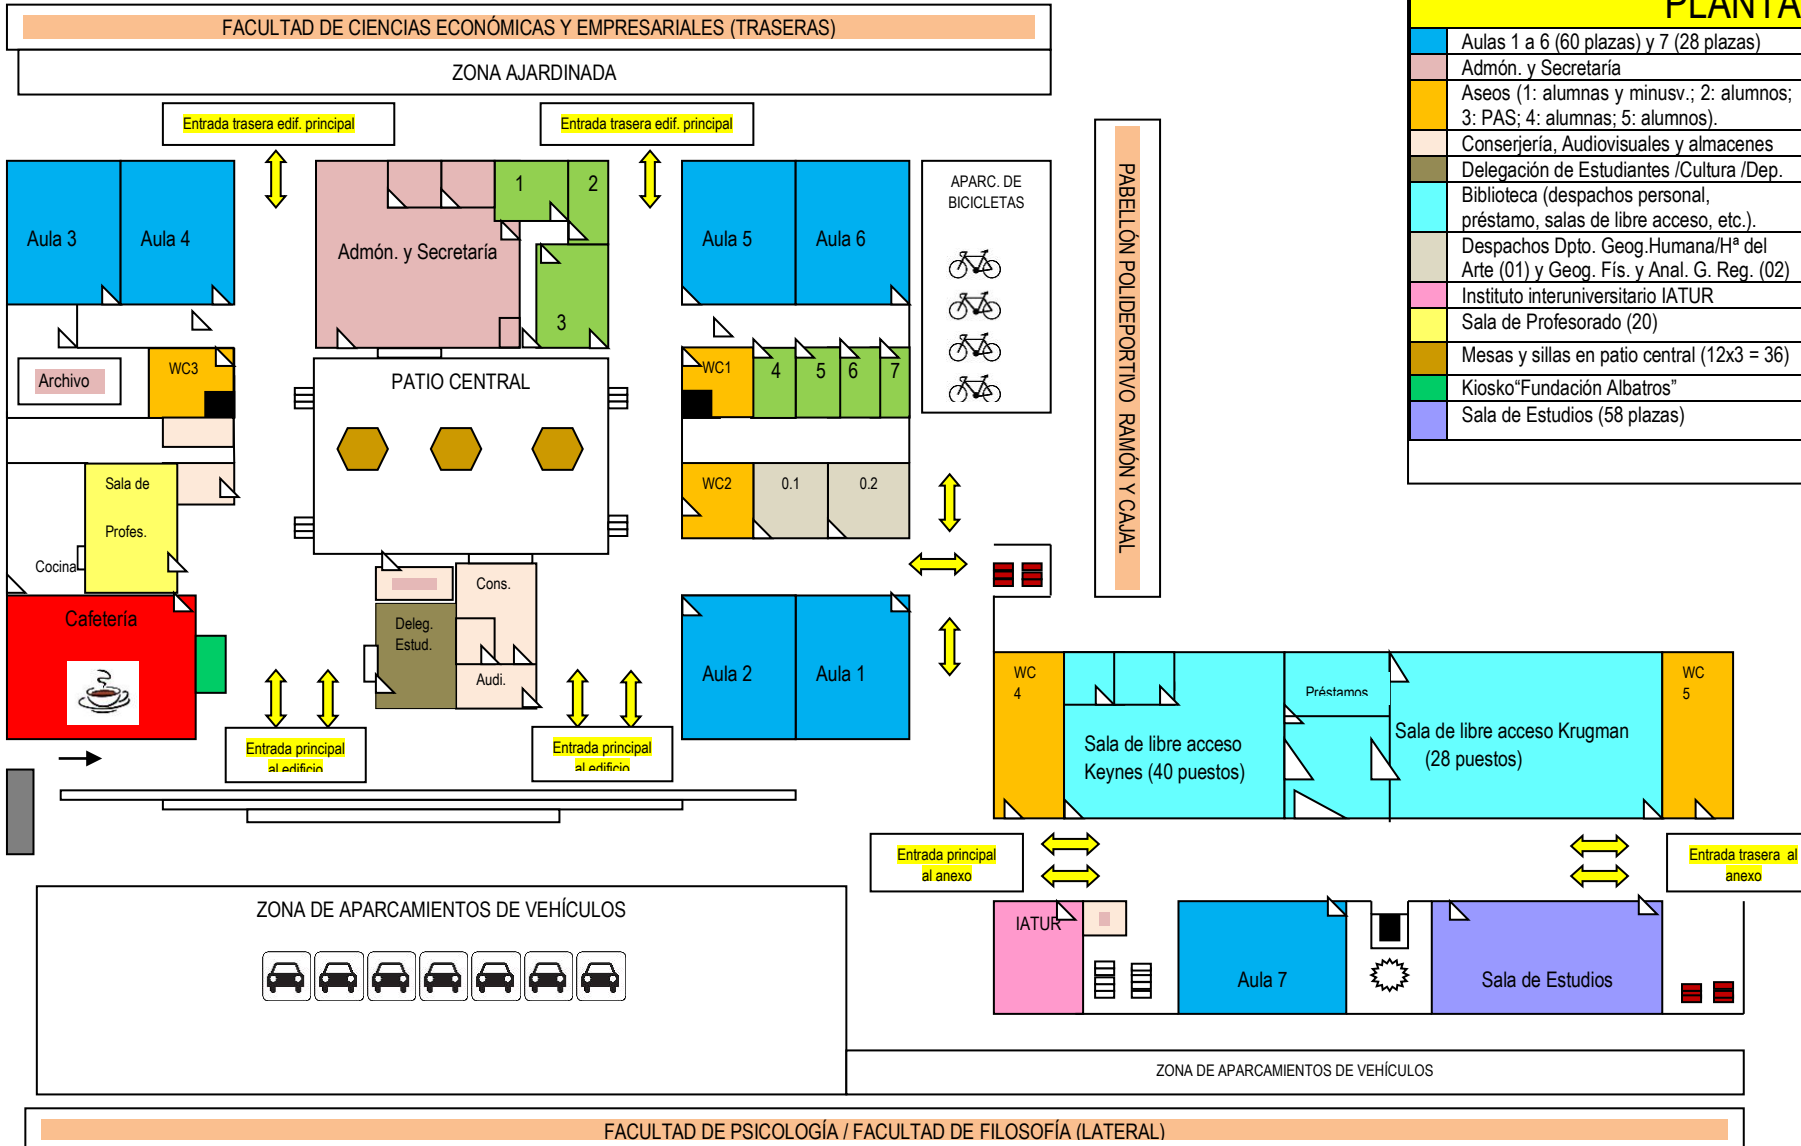 FACULTAD DE CIENCIAS ECONÓMICAS Y EMPRESARIALES (TRASERAS)
ZONA AJARDINADA
Entrada trasera edif. principal
Entrada trasera edif. principal
PLANTA
Aulas 1 a 6 (60 plazas) y 7 (28 plazas)
Admón. y Secretaría
Aseos (1: alumnas y minusv.; 2: alumnos;
3: PAS; 4: alumnas; 5: alumnos).
Conserjería, Audiovisuales y almacenes
Delegación de Estudiantes /Cultura /Dep.
Biblioteca (despachos personal,
préstamo, salas de libre acceso, etc.).
Despachos Dpto. Geog.Humana/Hª del
Arte (01) y Geog. Fís. y Anal. G. Reg. (02)
Instituto interuniversitario IATUR
Sala de Profesorado (20)
Mesas y sillas en patio central (12x3 = 36)
Kiosko“Fundación Albatros”
Sala de Estudios (58 plazas)
Aula 3
Aula 4
Admón. y Secretaría
1
2
3
Aula 5
Aula 6
APARC. DE
BICICLETAS
PABELLÓN POLIDEPORTIVO RAMÓN Y CAJAL
Archivo
WC3
PATIO CENTRAL
WC1
4
5
6
7
Sala de
Profes.
Cocina
WC2
0.1
0.2
Cafetería
Cons.
Deleg.
Estud.
Audi.
Aula 2
Aula 1
Entrada principal
al edificio
Entrada principal
al edificio
WC
4
Préstamos
Sala de libre acceso
Keynes (40 puestos)
Sala de libre acceso Krugman
(28 puestos)
WC
5
Entrada principal
al anexo
Entrada trasera al
anexo
ZONA DE APARCAMIENTOS DE VEHÍCULOS
IATUR
Aula 7
Sala de Estudios
ZONA DE APARCAMIENTOS DE VEHÍCULOS
FACULTAD DE PSICOLOGÍA / FACULTAD DE FILOSOFÍA (LATERAL)